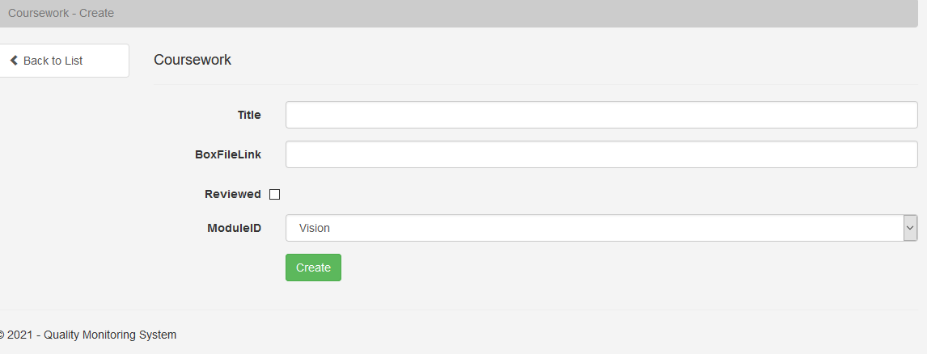 Coursework - Create
Back to List
Coursework
Title
BoxFileLink
Reviewed
ModuleID
Vision
Create
© 2021 - Quality Monitoring System